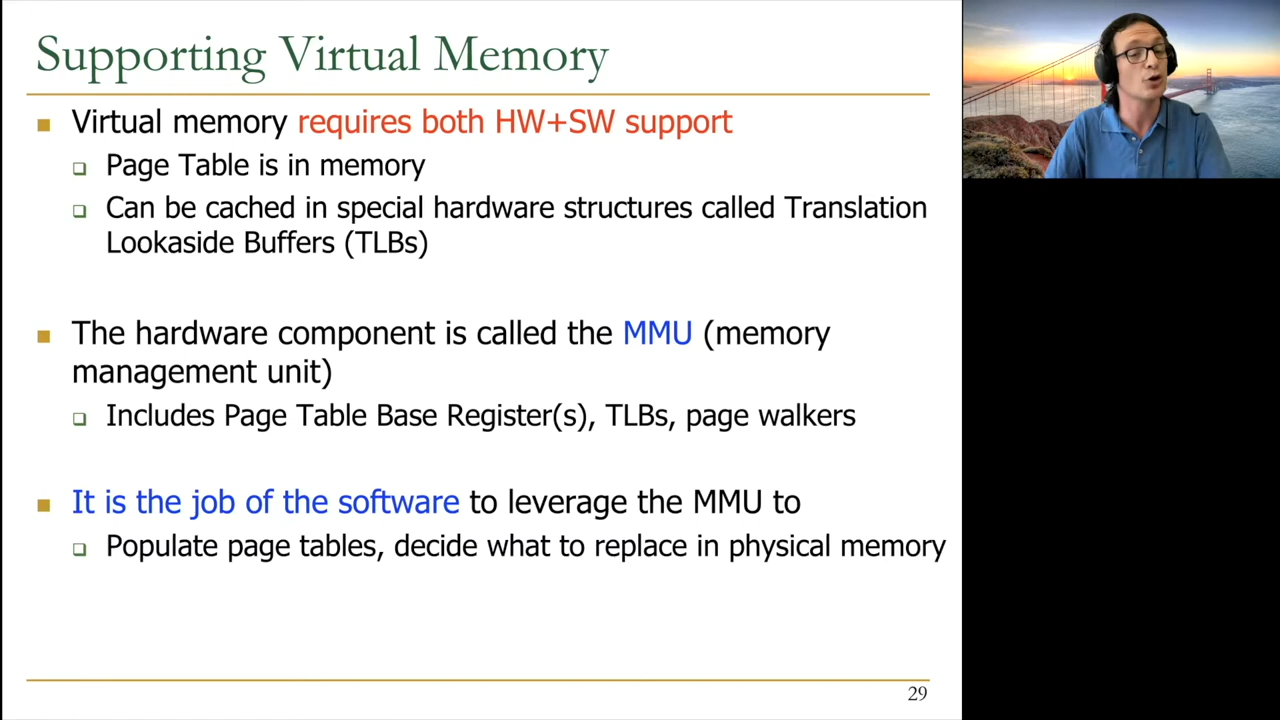 Supporting Virtual Memory
Virtual memory requires both HW+SW support
Page Table is in memory
Can be cached in special hardware structures called Translation
Lookaside Buffers (TLBs)
The hardware component is called the MMU (memory
management unit)
Includes Page Table Base Register(s), TLBs, page walkers
It is the job of the software to leverage the MMU to
Populate page tables, decide what to replace in physical memory
29